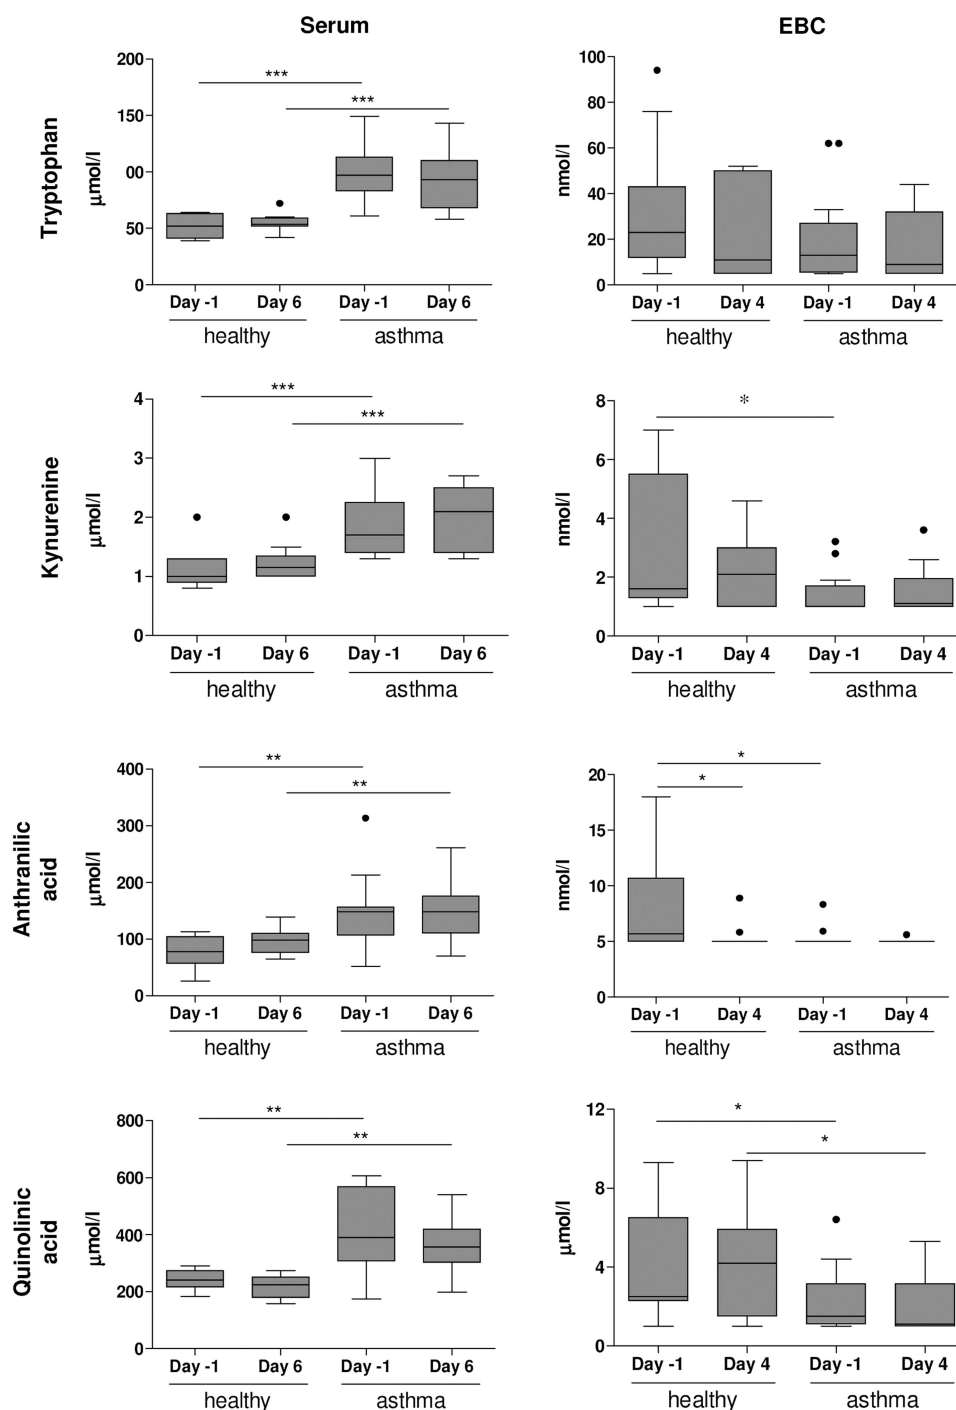 Serum
EBC
Tryptophan
μmol/l
200
150
00
50
0
***
***
Day -1
Day 6
Day -1
Day 6
healthy
asthma
nmol/l
100
80
60
40
20
0
Day -1
Day 4
Day -1
Day 4
healthy
asthma
Kynurenine
μmol/l
4
3
2
1
0
***
***
Day -1
Day 6
Day -1
Day 6
healthy
asthma
nmol/l
8
6
4
2
0
*
Day -1
Day 4
Day -1
Day 4
healthy
asthma
Anthranilic
acid
μmol/l
400
300
200
100
0
**
**
Day -1
Day 6
Day -1
Day 6
healthy
asthma
nmol/l
20
15
10
5
0
*
*
Day -1
Day 4
Day -1
Day 4
healthy
asthma
Quinolinic
acid
μmol/l
800
600
400
200
0
**
**
Day -1
Day 6
Day -1
Day 6
healthy
asthma
μmol/l
12
8
4
0
*
*
Day -1
Day 4
Day -1
Day 4
healthy
asthma